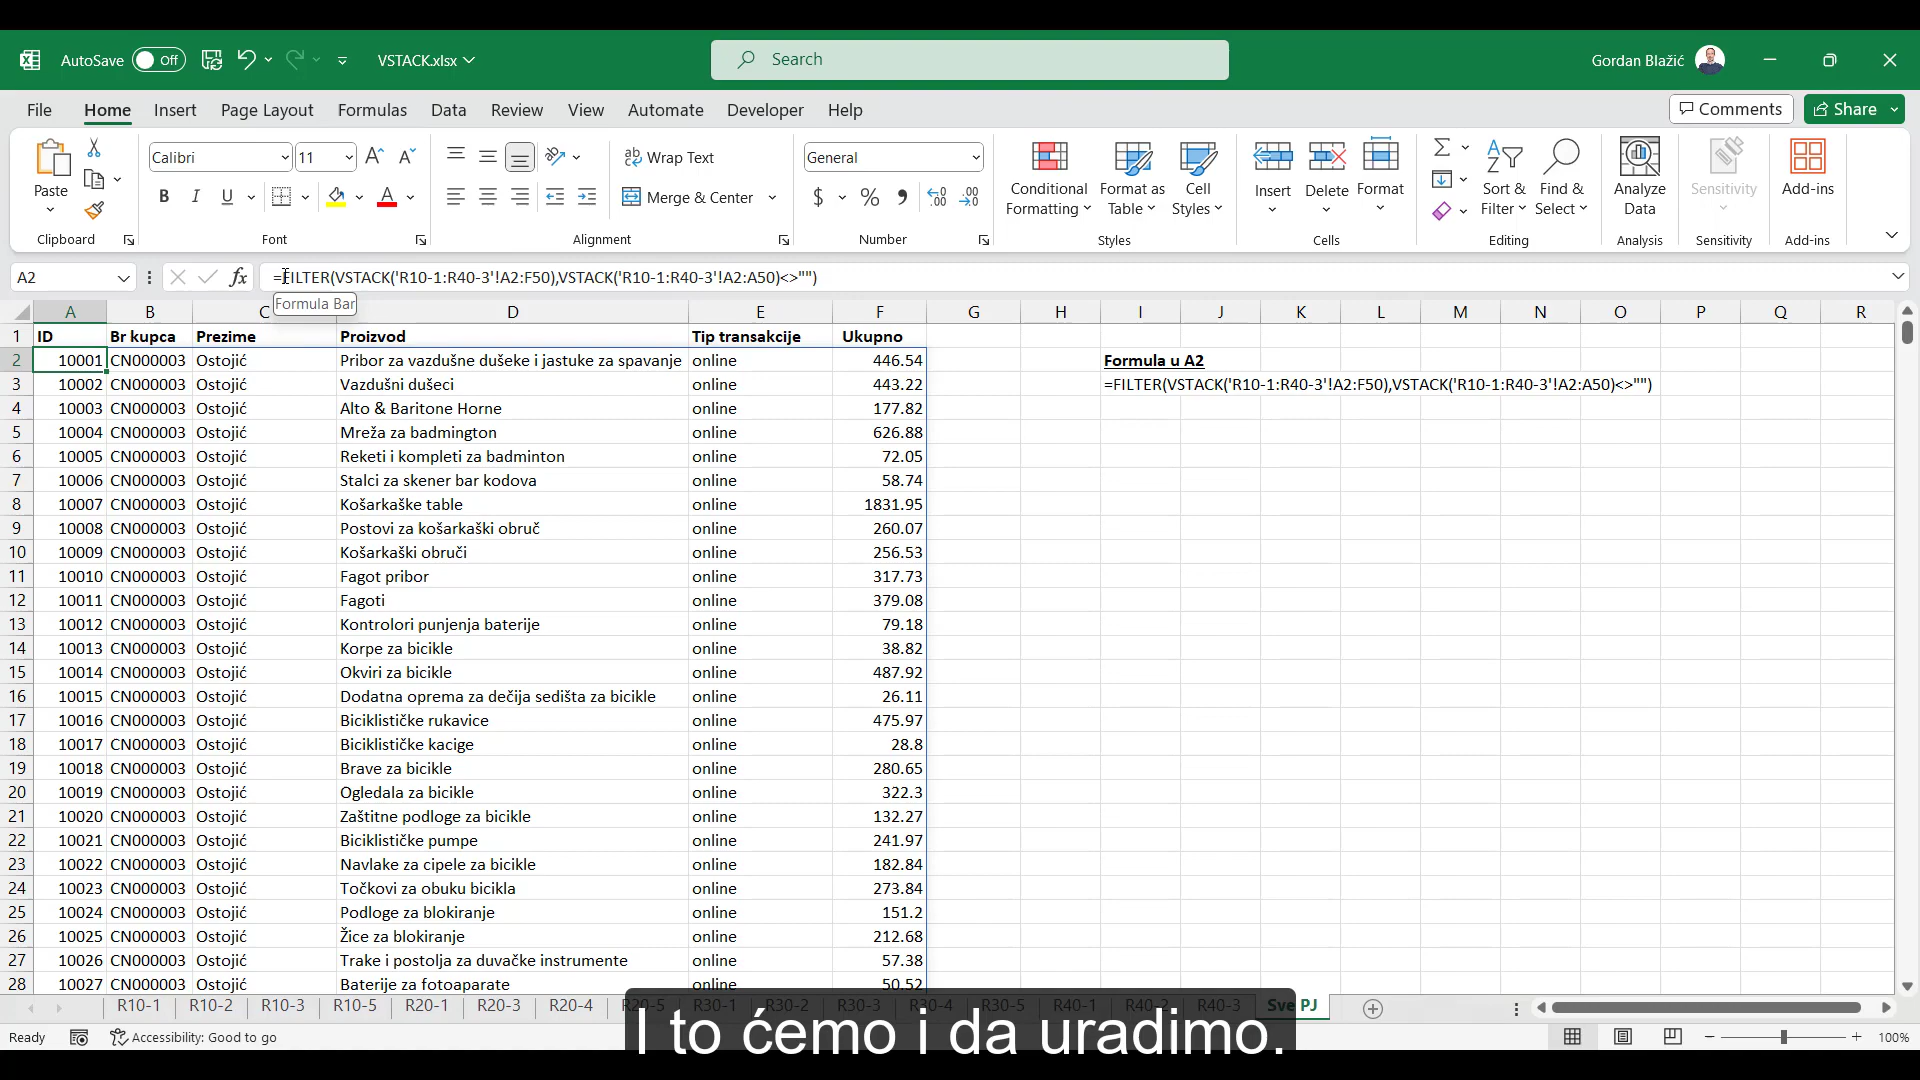 AutoSave Off VSTACK.xlsx Search Gordan Blažić
File Home Insert Page Layout Formulas Data Review View Automate Developer Help Comments Share
Paste Calibri 11 Wrap Text General Conditional Formatting Format as Table Cell Styles Insert Delete Format Sort & Filter Find & Select Analyze Data Sensitivity Add-ins
B I U Merge & Center $ %
Clipboard Font Alignment Number Styles Cells Editing Analysis Sensitivity Add-ins
A2 fx =FILTER(VSTACK('R10-1:R40-3'!A2:F50),VSTACK('R10-1:R40-3'!A2:A50)<>"")
Formula Bar
A B C D E F G H I J K L M N O P Q R
1 ID Br kupca Prezime Proizvod Tip transakcije Ukupno
2 10001 CN000003 Ostojić Pribor za vazdušne dušeke i jastuke za spavanje online 446.54 Formula u A2
3 10002 CN000003 Ostojić Vazdušni dušeci online 443.22 =FILTER(VSTACK('R10-1:R40-3'!A2:F50),VSTACK('R10-1:R40-3'!A2:A50)<>"")
4 10003 CN000003 Ostojić Alto & Baritone Horne online 177.82
5 10004 CN000003 Ostojić Mreža za badmington online 626.88
6 10005 CN000003 Ostojić Reketi i kompleti za badminton online 72.05
7 10006 CN000003 Ostojić Stalci za skener bar kodova online 58.74
8 10007 CN000003 Ostojić Košarkaške table online 1831.95
9 10008 CN000003 Ostojić Postovi za košarkaški obruč online 260.07
10 10009 CN000003 Ostojić Košarkaški obruči online 256.53
11 10010 CN000003 Ostojić Fagot pribor online 317.73
12 10011 CN000003 Ostojić Fagoti online 379.08
13 10012 CN000003 Ostojić Kontrolori punjenja baterije online 79.18
14 10013 CN000003 Ostojić Korpe za bicikle online 38.82
15 10014 CN000003 Ostojić Okviri za bicikle online 487.92
16 10015 CN000003 Ostojić Dodatna oprema za dečija sedišta za bicikle online 26.11
17 10016 CN000003 Ostojić Biciklističke rukavice online 475.97
18 10017 CN000003 Ostojić Biciklističke kacige online 28.8
19 10018 CN000003 Ostojić Brave za bicikle online 280.65
20 10019 CN000003 Ostojić Ogledala za bicikle online 322.3
21 10020 CN000003 Ostojić Zaštitne podloge za bicikle online 132.27
22 10021 CN000003 Ostojić Biciklističke pumpe online 241.97
23 10022 CN000003 Ostojić Navlake za cipele za bicikle online 182.84
24 10023 CN000003 Ostojić Točkovi za obuku bicikla online 273.84
25 10024 CN000003 Ostojić Podloge za blokiranje online 151.2
26 10025 CN000003 Ostojić Žice za blokiranje online 212.68
27 10026 CN000003 Ostojić Trake i postolja za duvačke instrumente online 57.38
28 10027 CN000003 Ostojić Baterije za fotoaparate online 50.52
R10-1 R10-2 R10-3 R10-5 R20-1 R20-3 R20-4 R20-5 R30-1 R30-2 R30-3 R30-4 R30-5 R40-1 R40-2 R40-3 Sve PJ
I to ćemo i da uradimo.
Ready Accessibility: Good to go 100%